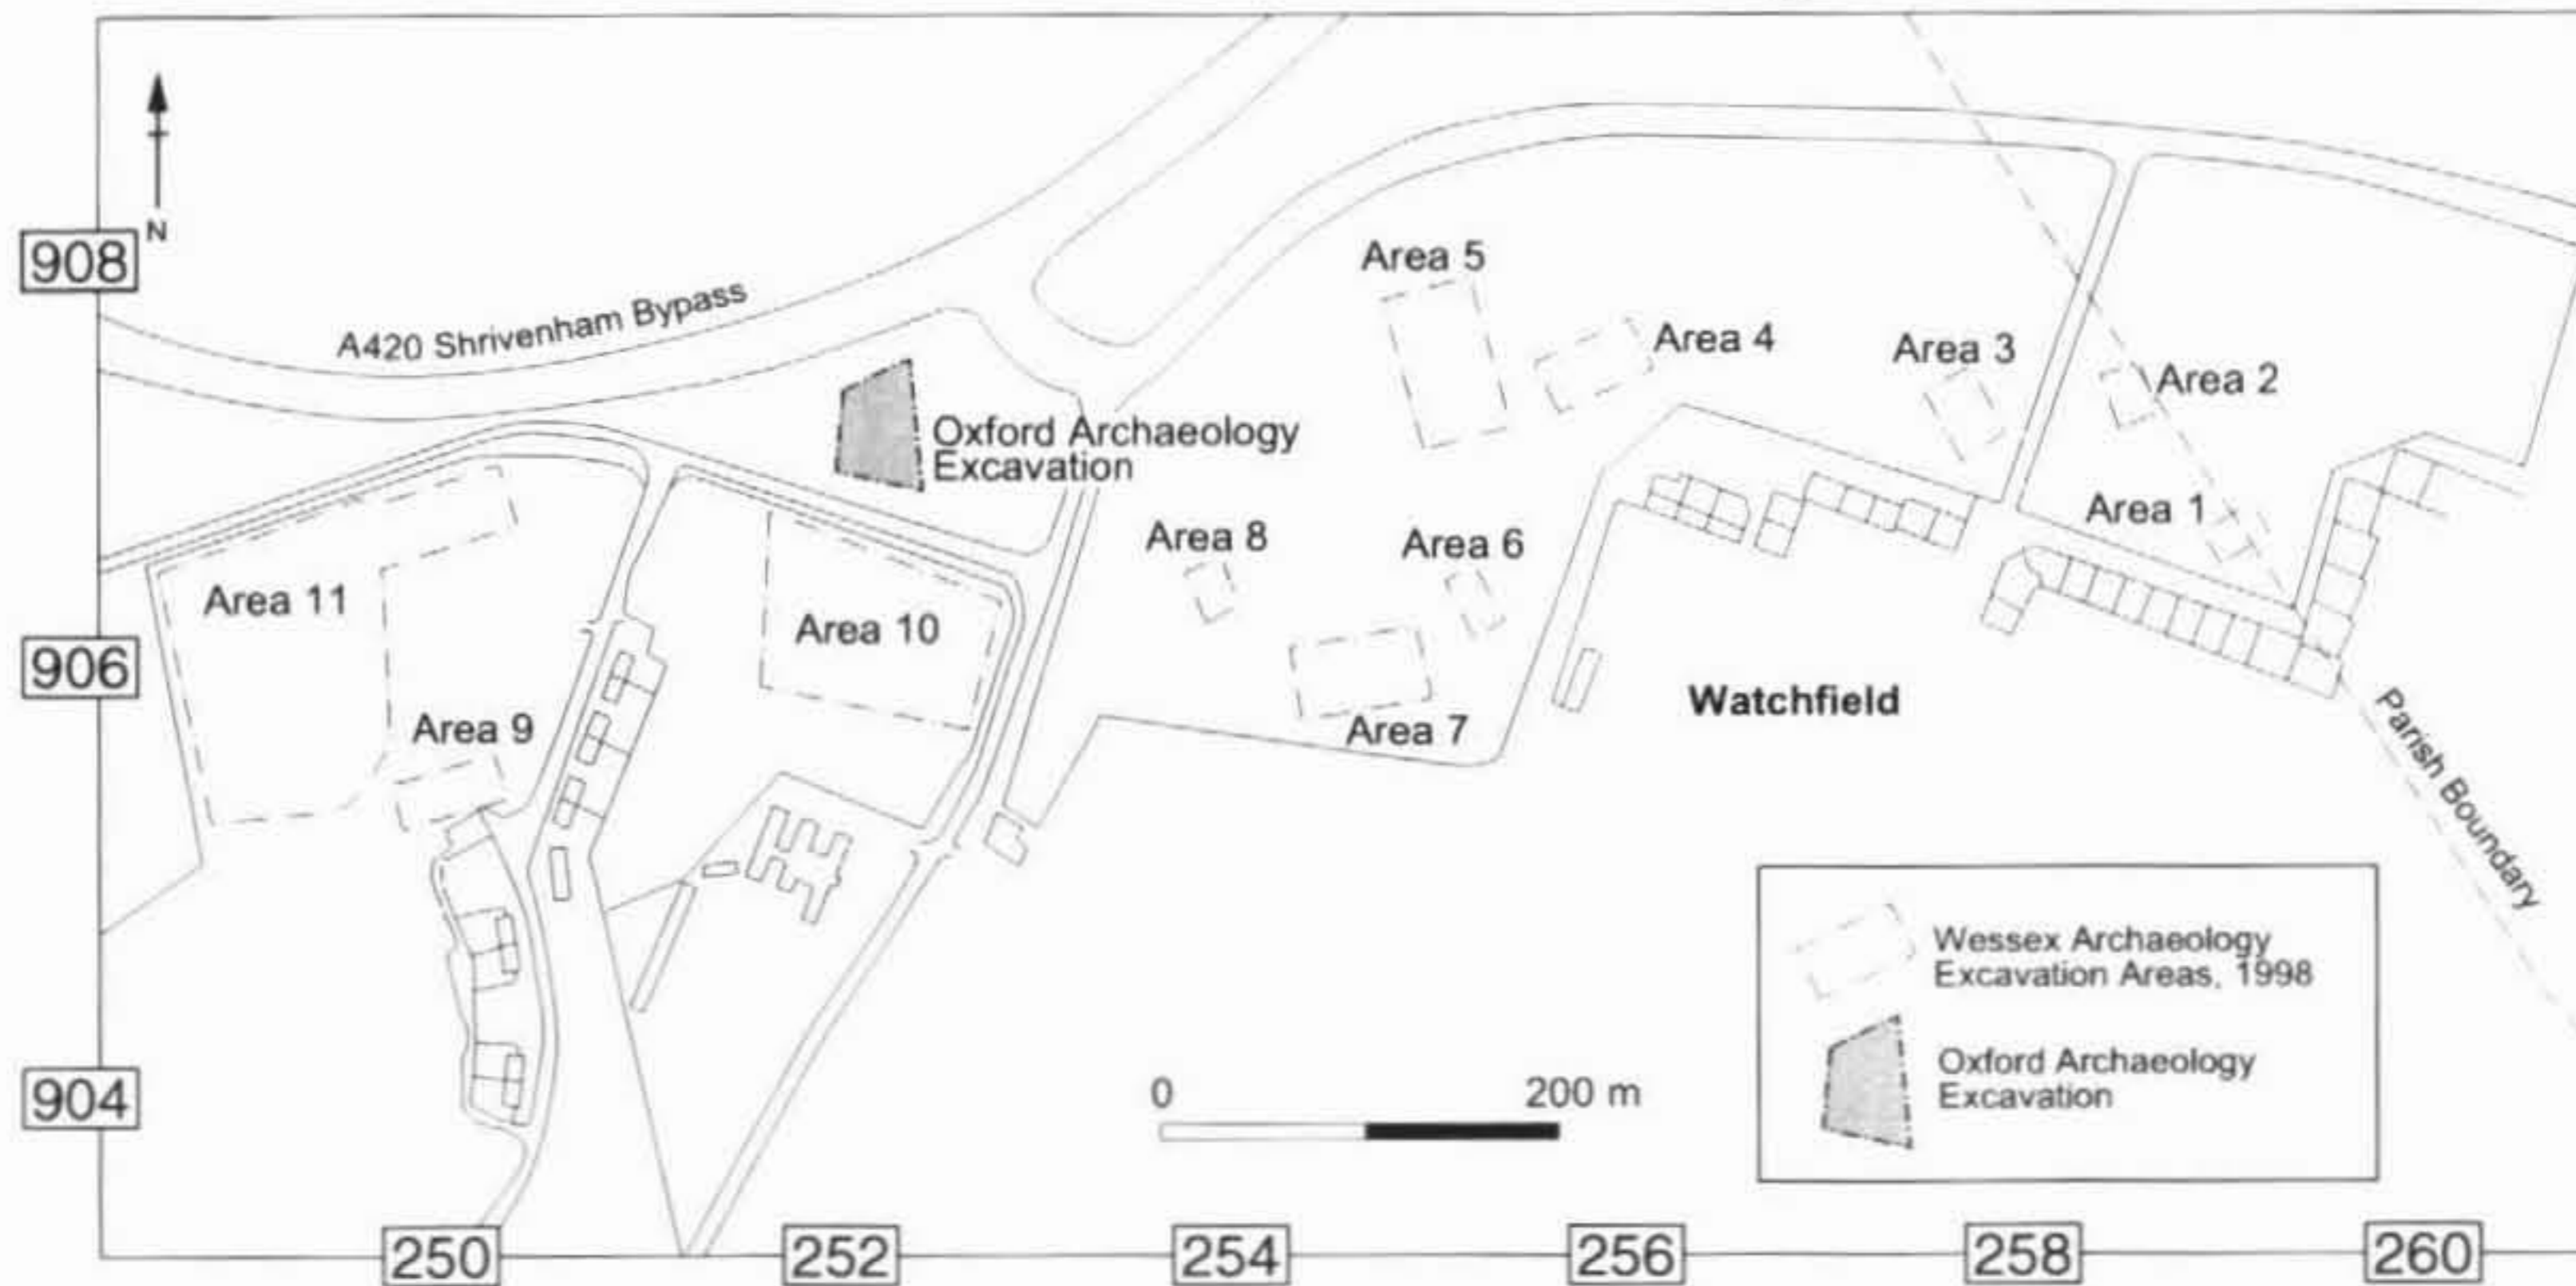 N
908
A420 Shrivenham Bypass
Area 5
Area 4
Area 3
Area 2
Oxford Archaeology
Excavation
Area 1
Area 8
Area 6
Area 11
Area 10
906
Area 9
Area 7
Watchfield
Parish Boundary
Wessex Archaeology
Excavation Areas, 1998
Oxford Archaeology
Excavation
904
0
200 m
250
252
254
256
258
260